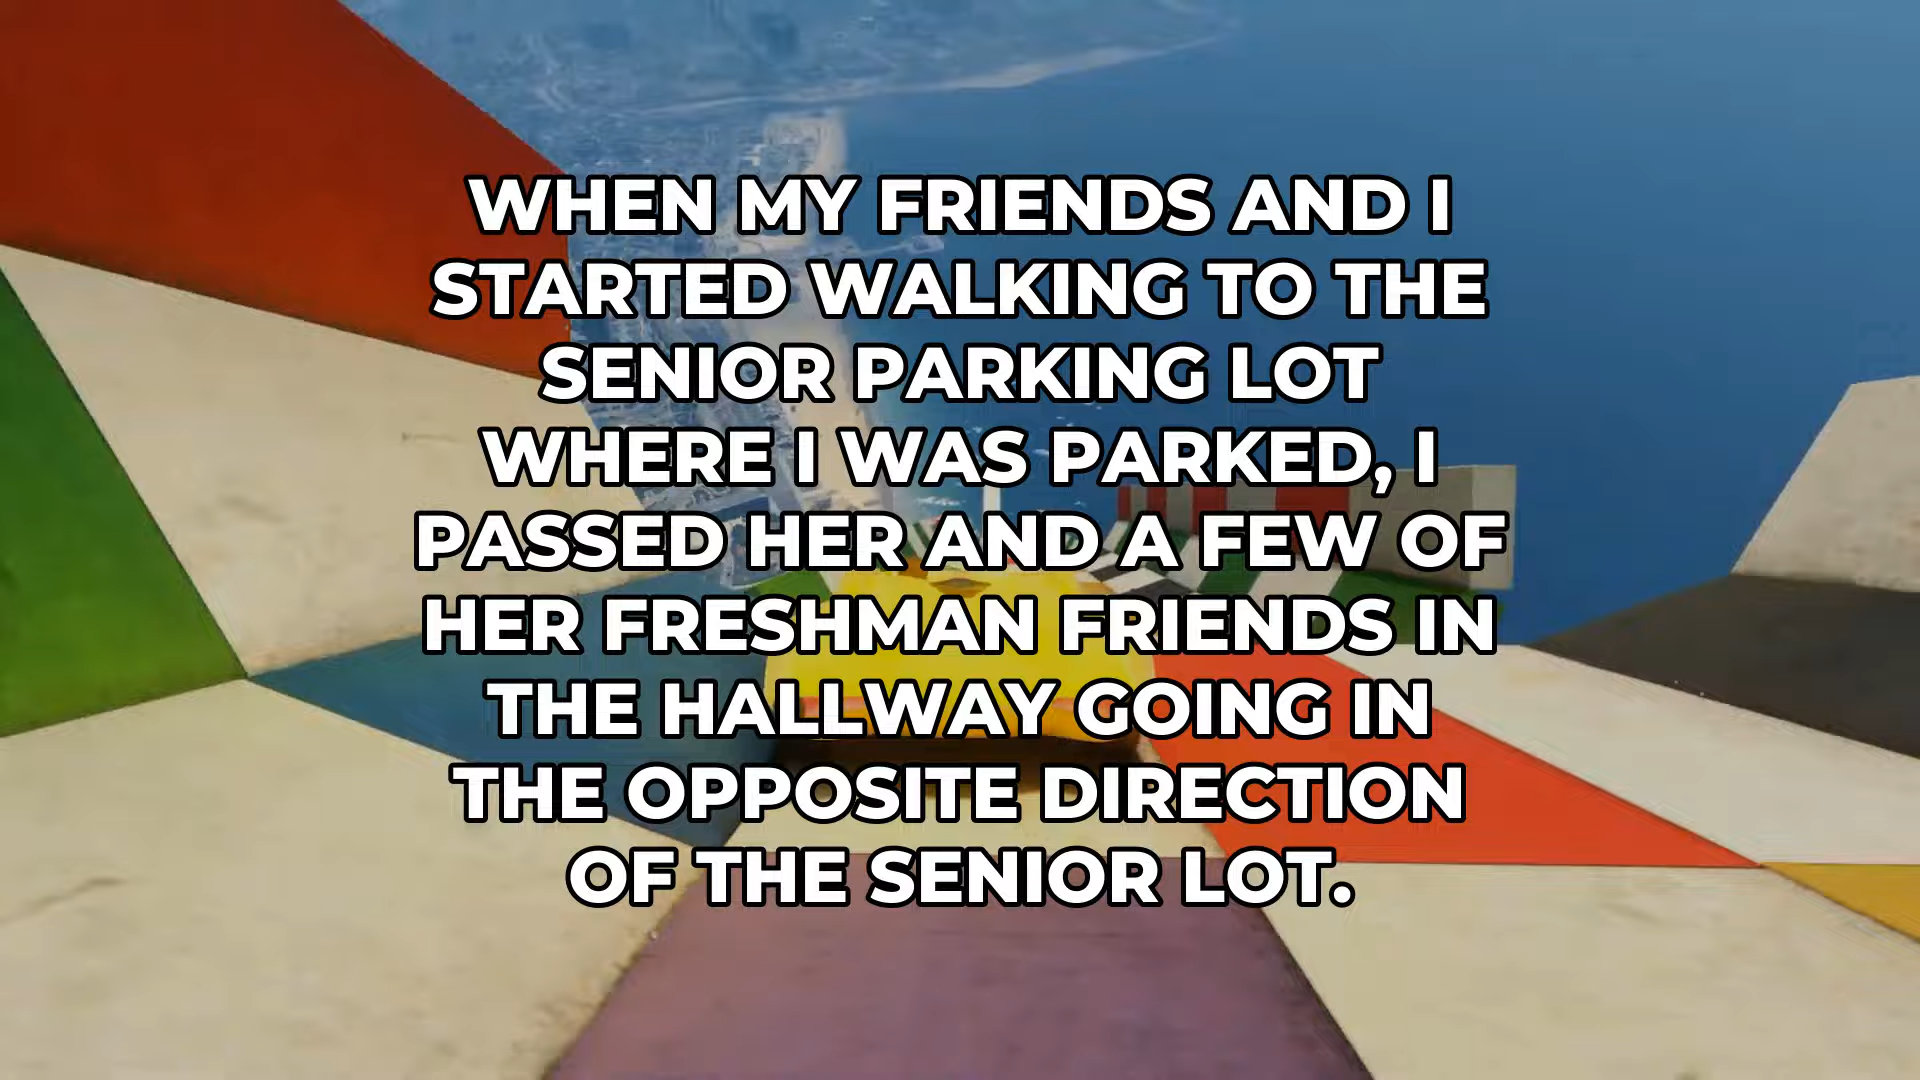 WHEN MY FRIENDS AND I
STARTED WALKING TO THE
SENIOR PARKING LOT
WHERE I WAS PARKED, I
PASSED HER AND A FEW OF
HER FRESHMAN FRIENDS IN
THE HALLWAY GOING IN
THE OPPOSITE DIRECTION
OF THE SENIOR LOT.